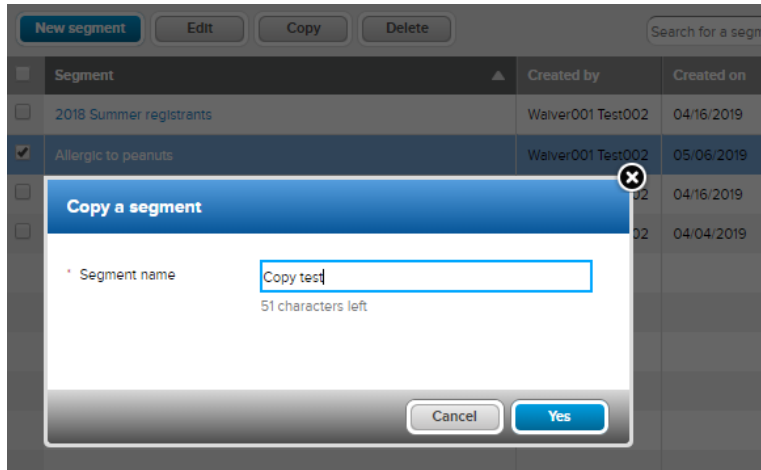 New segment Edit Copy Delete Search for a segm
Segment ▲ Created by Created on
2018 Summer registrants Waiver001 Test002 04/16/2019
Allergic to peanuts Waiver001 Test002 05/06/2019
02 04/16/2019
Copy a segment
02 04/04/2019
* Segment name Copy test
51 characters left
Cancel Yes